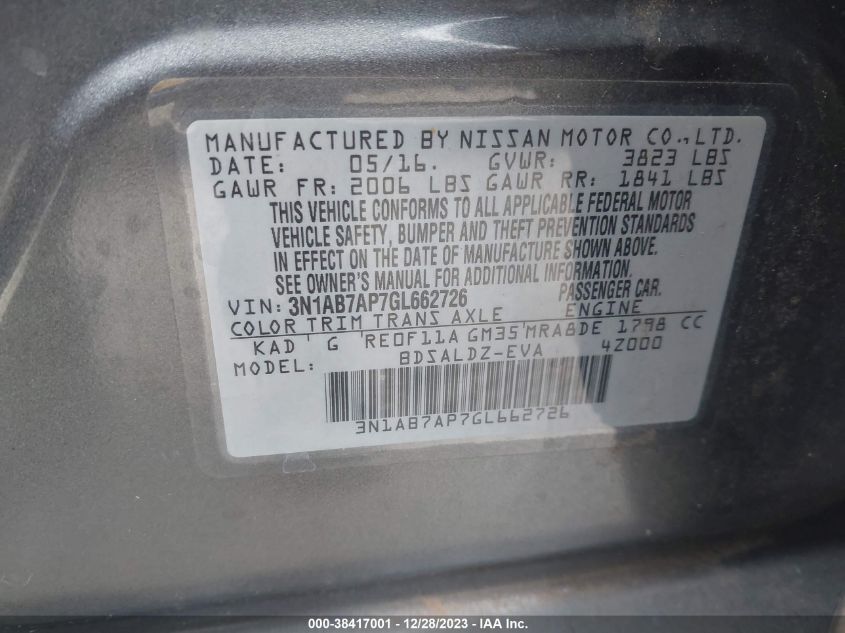 MANUFACTURED BY NISSAN MOTOR CO., LTD.
DATE: 05/16. GVWR: 3823 LBS
GAWR FR: 2006 LBS GAWR RR: 1841 LBS
THIS VEHICLE CONFORMS TO ALL APPLICABLE FEDERAL MOTOR
VEHICLE SAFETY, BUMPER AND THEFT PREVENTION STANDARDS
IN EFFECT ON THE DATE OF MANUFACTURE SHOWN ABOVE.
SEE OWNER'S MANUAL FOR ADDITIONAL INFORMATION.
VIN: 3N1AB7AP7GL662726 PASSENGER CAR.
COLOR TRIM TRANS AXLE ENGINE
KAD G RE0F11A GM35 MRA8DE 1798 CC
MODEL: BDSALDZ-EVA 4Z000
3N1AB7AP7GL662726
000-38417001 - 12/28/2023 - IAA Inc.